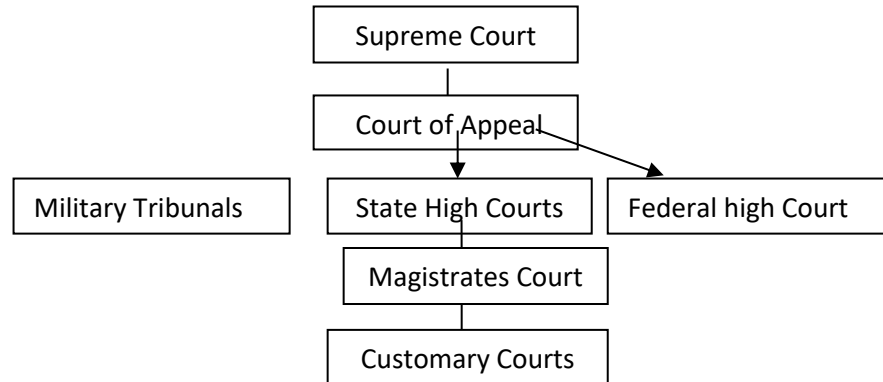 Supreme Court
Court of Appeal
Military Tribunals
State High Courts
Federal high Court
Magistrates Court
Customary Courts